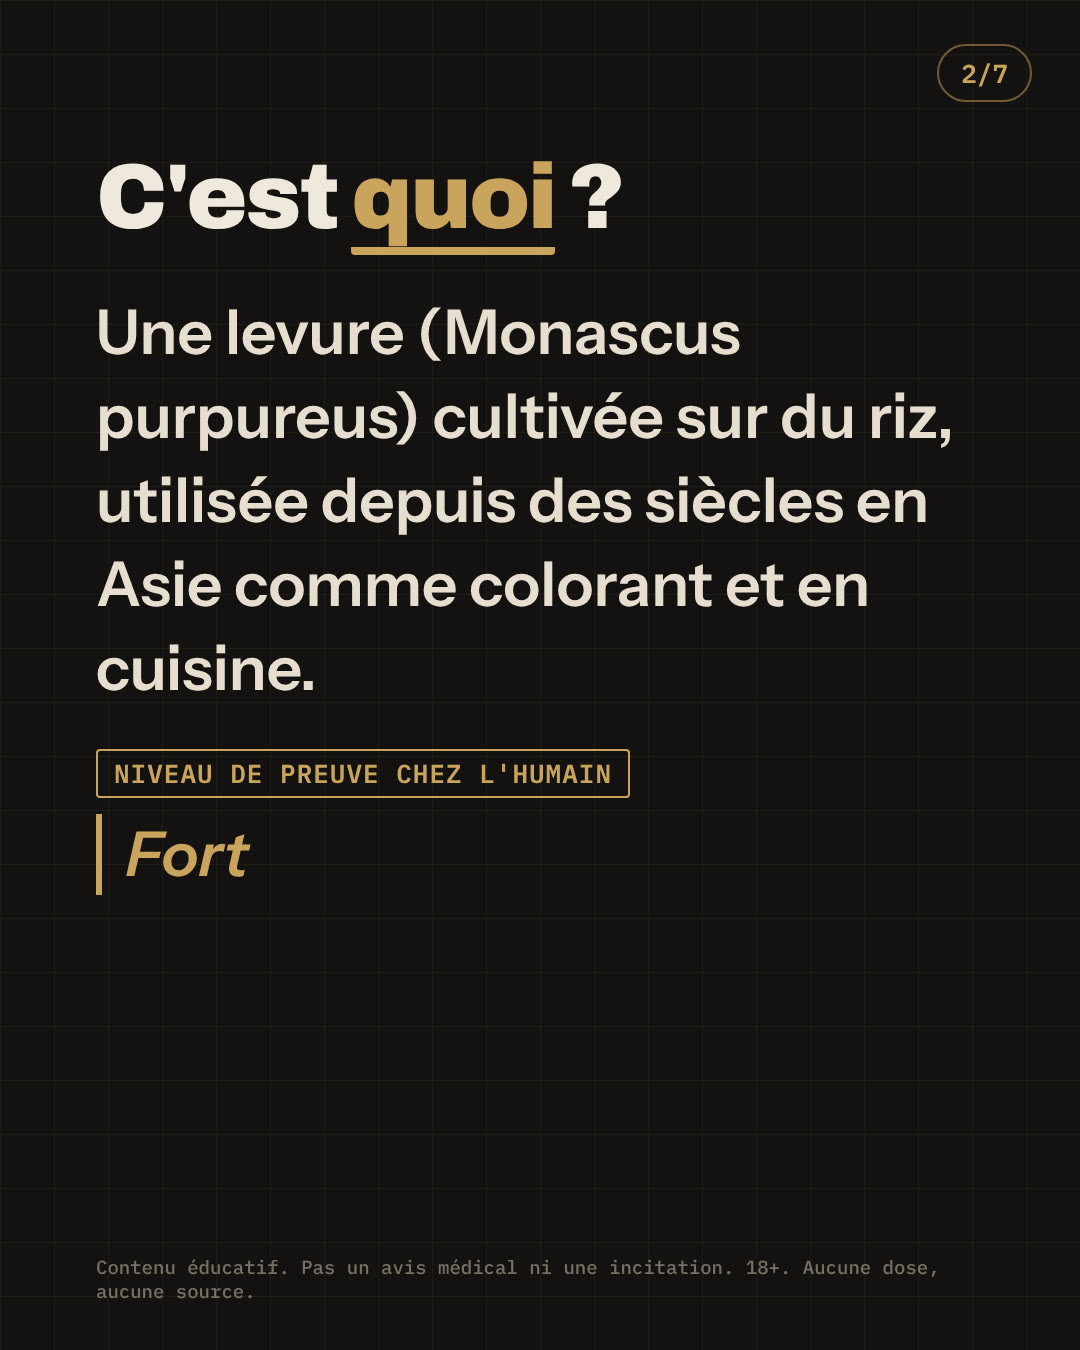 2/7
C'est quoi ?
Une levure (Monascus
purpureus) cultivée sur du riz,
utilisée depuis des siècles en
Asie comme colorant et en
cuisine.
NIVEAU DE PREUVE CHEZ L'HUMAIN
Fort
Contenu éducatif. Pas un avis médical ni une incitation. 18+. Aucune dose,
aucune source.